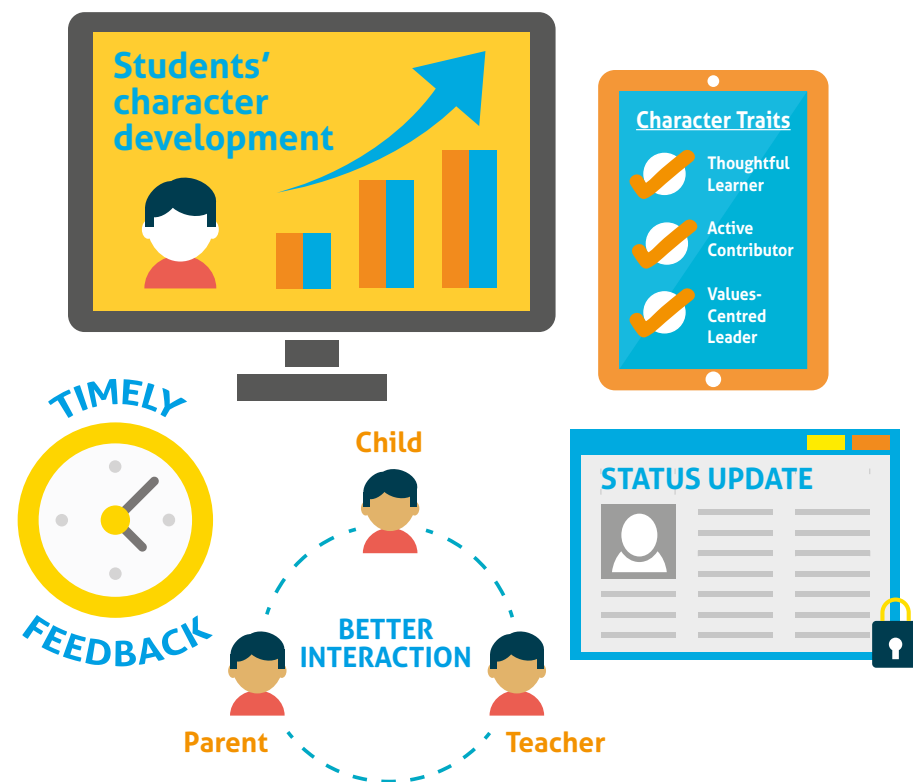 Students’
character
development
Character Traits
Thoughtful
Learner
Active
Contributor
Values-
Centred
Leader
TIMELY
FEEDBACK
Child
BETTER
INTERACTION
Parent
Teacher
STATUS UPDATE